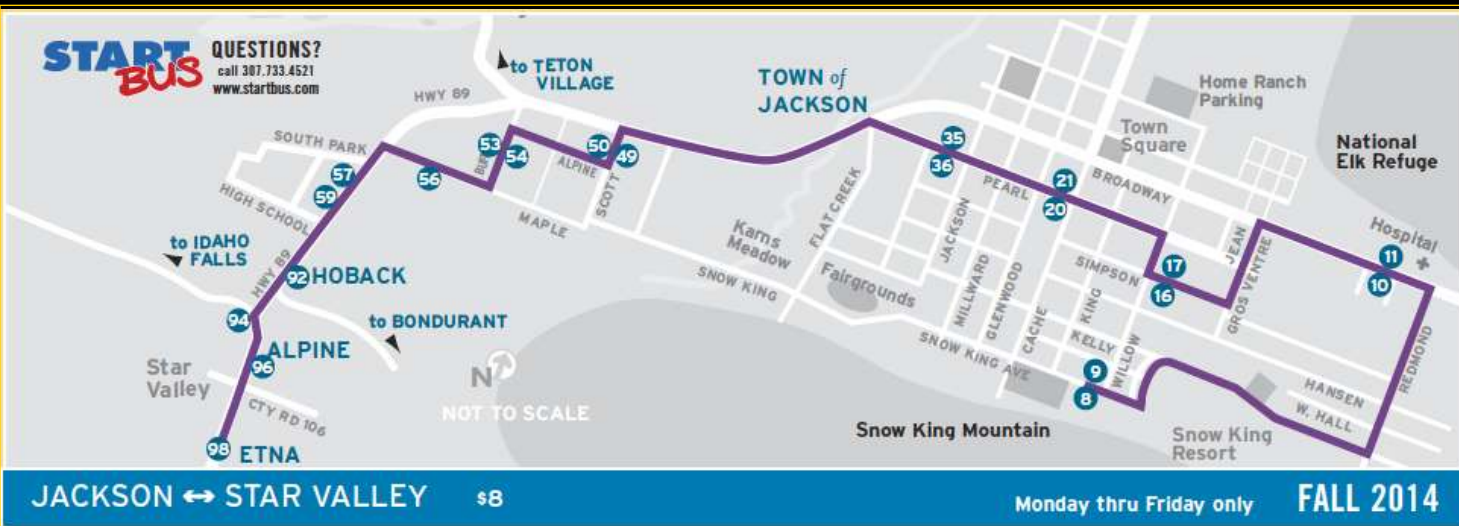 START
BUS
QUESTIONS?
call 307.733.4521
www.startbus.com
to TETON
VILLAGE
HWY 89
TOWN of
JACKSON
Home Ranch
Parking
Town
Square
National
Elk Refuge
SOUTH PARK
53
54
50
49
ALPINE
SCOTT
35
36
57
59
56
HIGH SCHOOL
MAPLE
FLAT CREEK
JACKSON
PEARL
21
20
BROADWAY
JEAN
GROS VENTRE
Hospital
11
10
to IDAHO
FALLS
HWY 89
92 HOBACK
Karns
Meadow
SNOW KING
Fairgrounds
MILLWARD
GLENWOOD
CACHE
KING
SIMPSON
17
16
94
to BONDURANT
KELLY
WILLOW
REDMOND
ALPINE
96
Star
Valley
N
NOT TO SCALE
SNOW KING AVE
9
8
HANSEN
W. HALL
CTY RD 106
98 ETNA
Snow King Mountain
Snow King
Resort
JACKSON ↔ STAR VALLEY $8
Monday thru Friday only FALL 2014